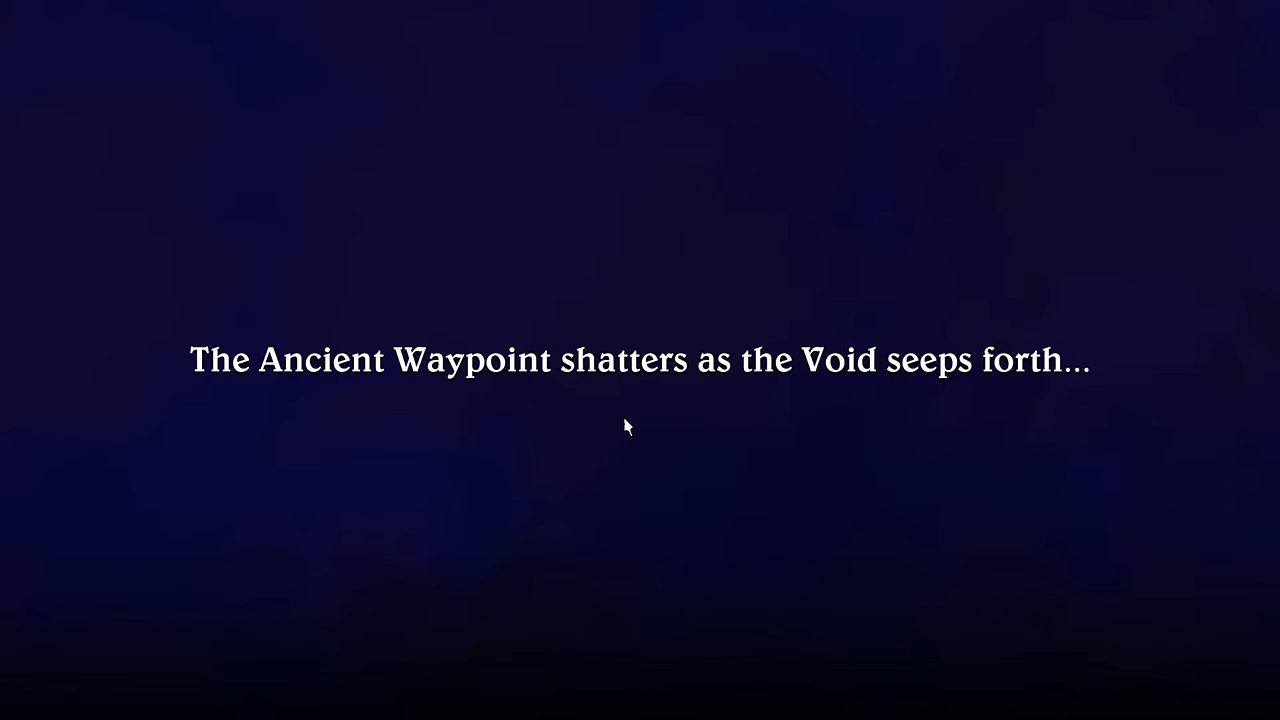 The Ancient Waypoint shatters as the Void seeps forth...